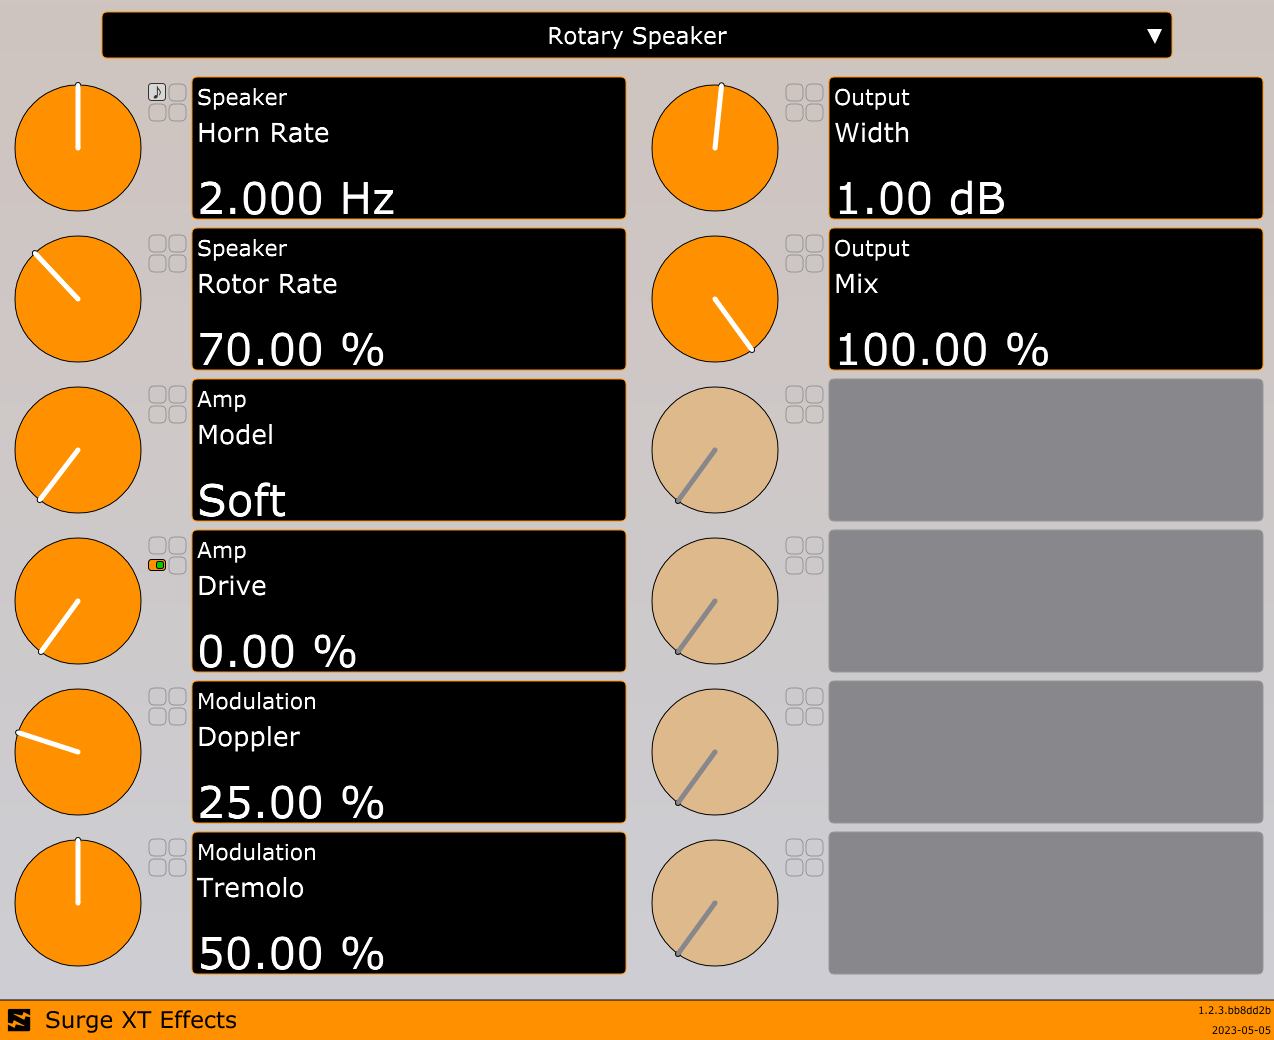 Rotary Speaker
Speaker
Horn Rate
2.000 Hz
Speaker
Rotor Rate
70.00 %
Amp
Model
Soft
Amp
Drive
0.00 %
Modulation
Doppler
25.00 %
Modulation
Tremolo
50.00 %
Output
Width
1.00 dB
Output
Mix
100.00 %
Surge XT Effects
1.2.3.bb8dd2b
2023-05-05